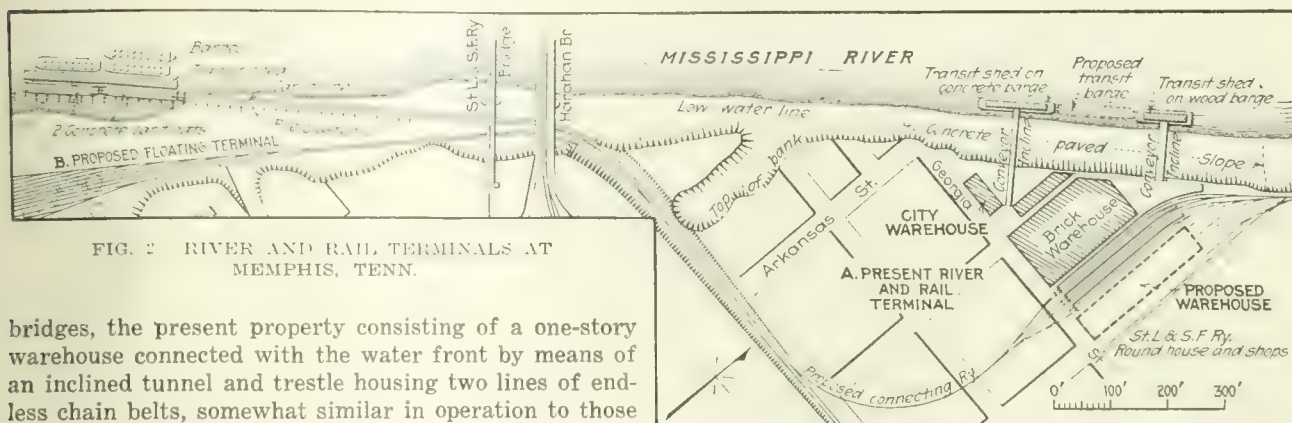 Barge
St L & S.F. Ry
Bridge
Harahan Br
MISSISSIPPI RIVER
Low water line
Transit shed on
concrete barge
Proposed
transit
barge
Transit shed
on wood barge
2 Concrete
B. PROPOSED FLOATING TERMINAL
Top of bank
Concrete paved Slope
Conveyer Incline
Conveyer Incline
Georgia
St.
Arkansas St.
CITY
WAREHOUSE
Brick
Warehouse
A. PRESENT RIVER
AND RAIL
TERMINAL
PROPOSED
WAREHOUSE
St. L & S.F Ry.
Round house and shops
Proposed connecting Ry
0' 100' 200' 300'
FIG. 2 RIVER AND RAIL TERMINALS AT
MEMPHIS, TENN.
bridges, the present property consisting of a one-story
warehouse connected with the water front by means of
an inclined tunnel and trestle housing two lines of end-
less chain belts, somewhat similar in operation to those